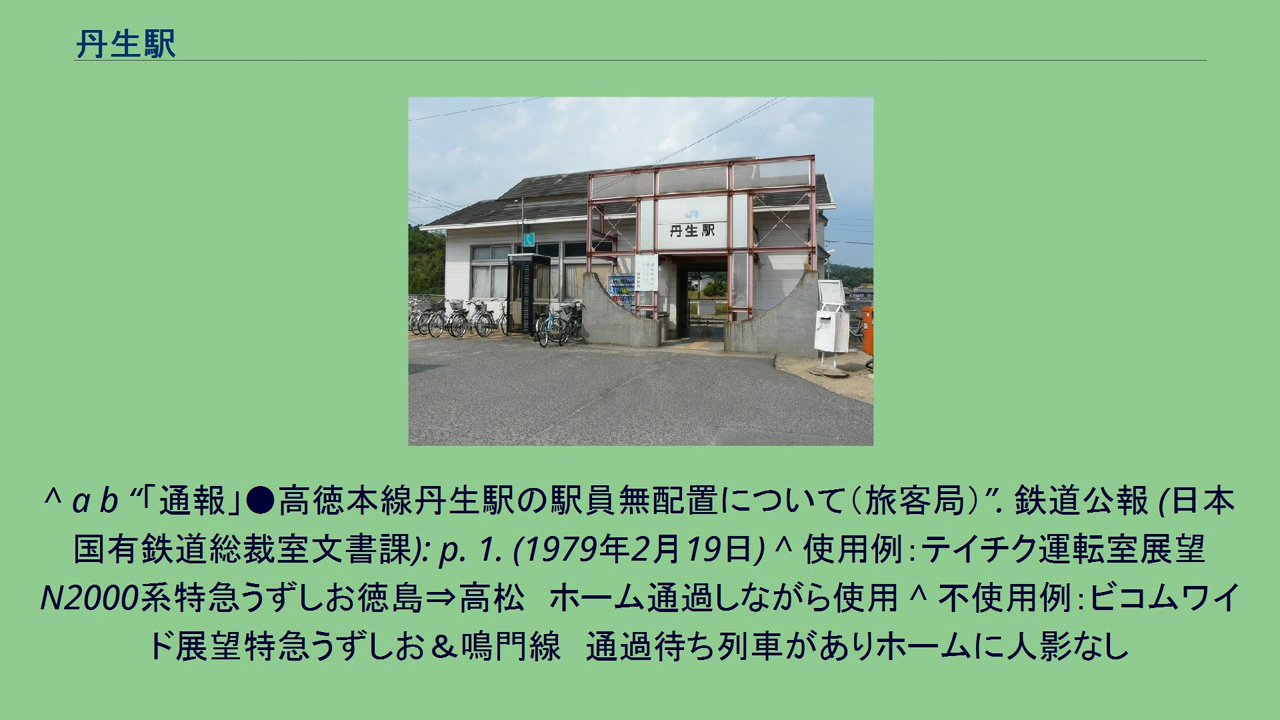 丹生駅
JR
丹生駅
^ a b “「通報」●高徳本線丹生駅の駅員無配置について（旅客局）”. 鉄道公報 (日本
国有鉄道総裁室文書課): p. 1. (1979年2月19日) ^ 使用例：テイチク運転室展望
N2000系特急うずしお徳島⇒高松　ホーム通過しながら使用 ^ 不使用例：ビコムワイ
ド展望特急うずしお＆鳴門線　通過待ち列車がありホームに人影なし